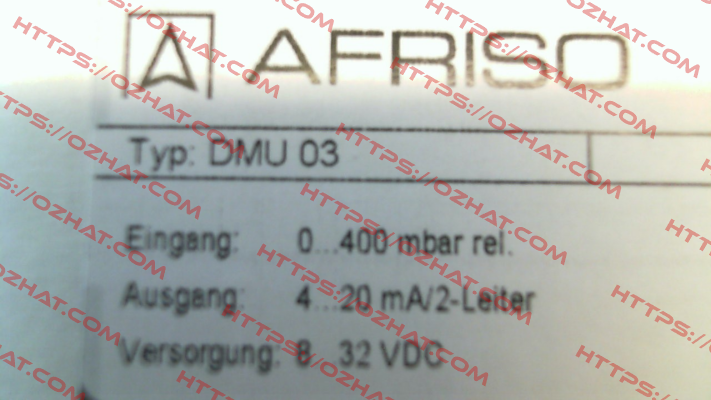 AFRISO
Typ: DMU 03
Eingang: 0...400 mbar rel.
Ausgang: 4...20 mA/2-Leiter
Versorgung: 8...32 VDC
HTTPS://OZHAT.COM